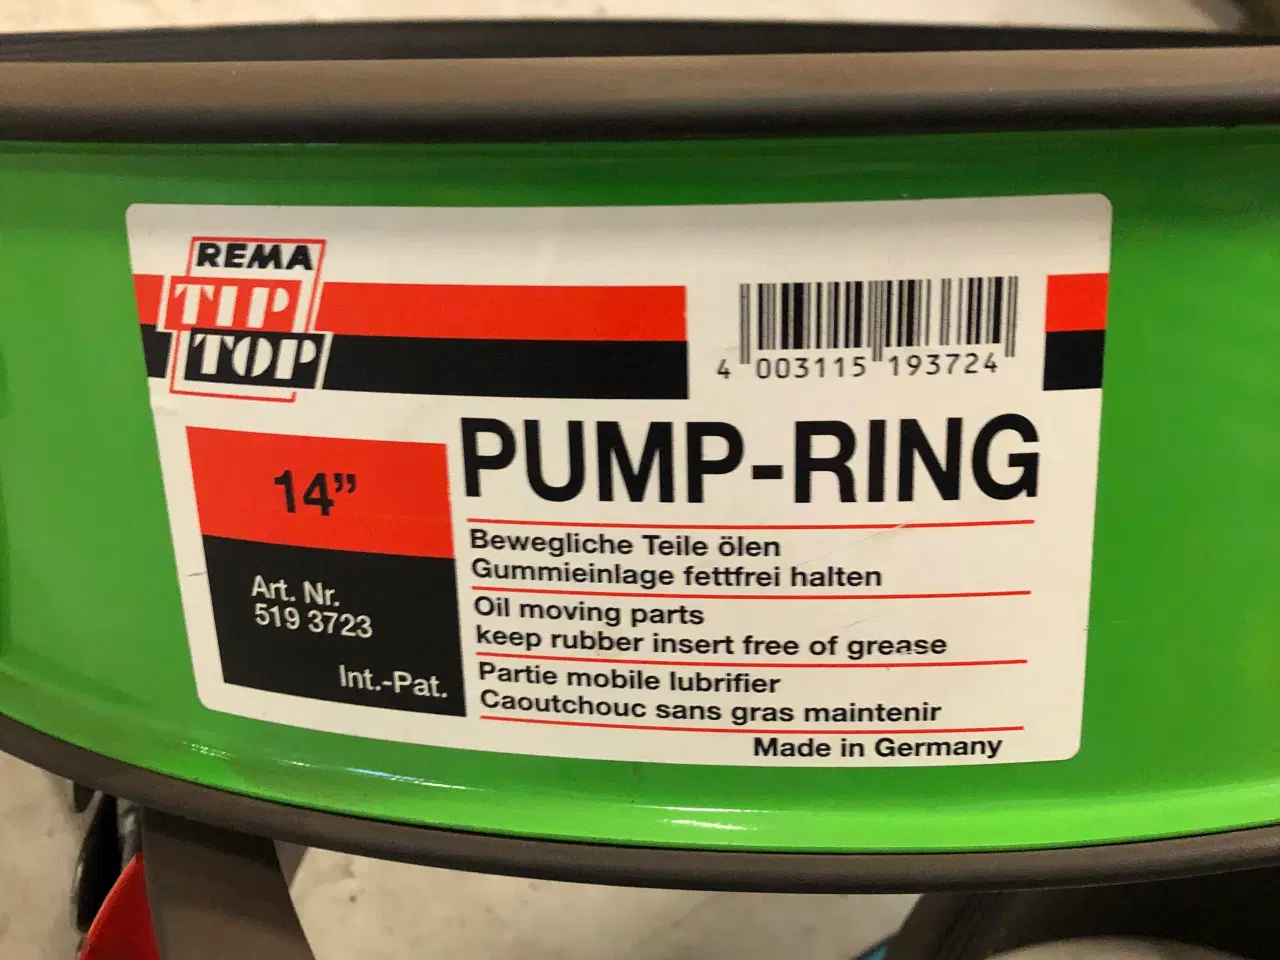 REMA
TIP
TOP
4 003115 193724
14”
Art. Nr.
519 3723
Int.-Pat.
PUMP-RING
Bewegliche Teile ölen
Gummieinlage fettfrei halten
Oil moving parts
keep rubber insert free of grease
Partie mobile lubrifier
Caoutchouc sans gras maintenir
Made in Germany